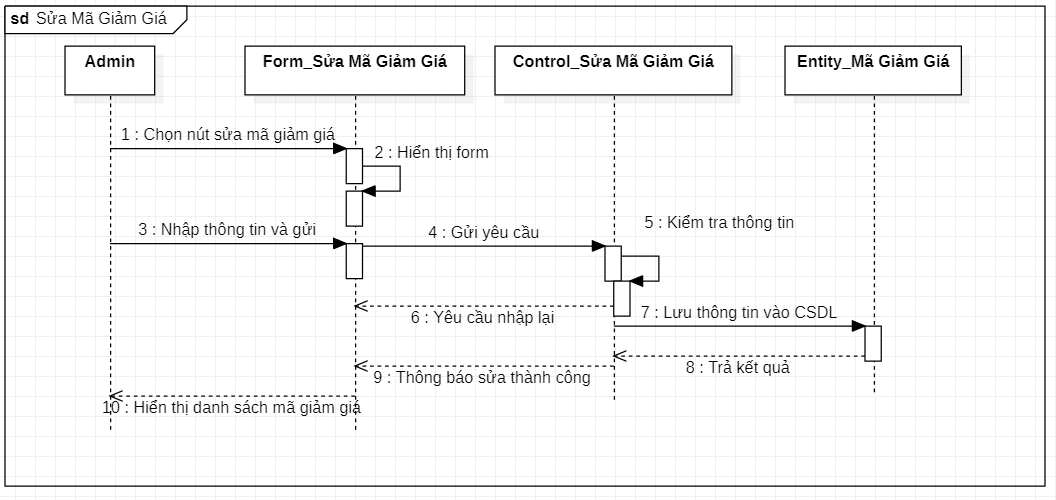 sd Sửa Mã Giảm Giá
Admin
Form_Sửa Mã Giảm Giá
Control_Sửa Mã Giảm Giá
Entity_Mã Giảm Giá
1 : Chọn nút sửa mã giảm giá
2 : Hiển thị form
3 : Nhập thông tin và gửi
4 : Gửi yêu cầu
5 : Kiểm tra thông tin
6 : Yêu cầu nhập lại
7 : Lưu thông tin vào CSDL
8 : Trả kết quả
9 : Thông báo sửa thành công
10 : Hiển thị danh sách mã giảm giá